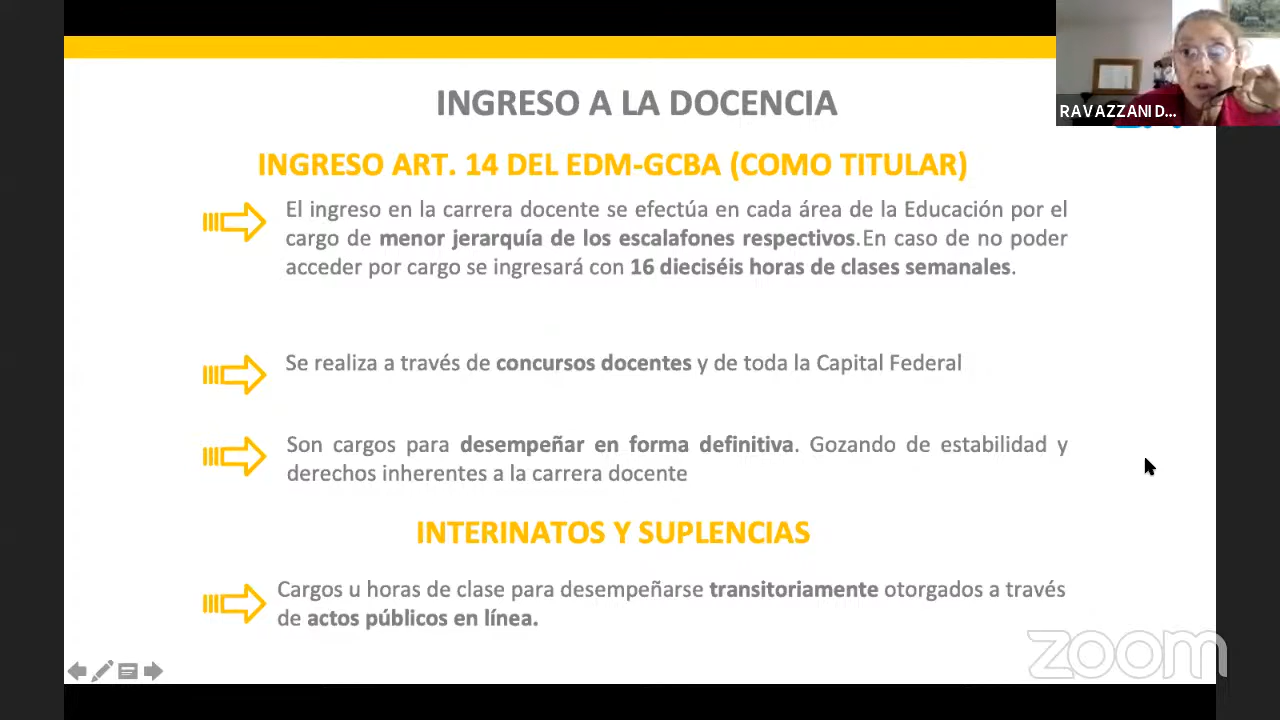 INGRESO A LA DOCENCIA
RAVAZZANI D...
INGRESO ART. 14 DEL EDM-GCBA (COMO TITULAR)
El ingreso en la carrera docente se efectúa en cada área de la Educación por el
cargo de menor jerarquía de los escalafones respectivos.En caso de no poder
acceder por cargo se ingresará con 16 dieciséis horas de clases semanales.
Se realiza a través de concursos docentes y de toda la Capital Federal
Son cargos para desempeñar en forma definitiva. Gozando de estabilidad y
derechos inherentes a la carrera docente
INTERINATOS Y SUPLENCIAS
Cargos u horas de clase para desempeñarse transitoriamente otorgados a través
de actos públicos en línea.
zoom